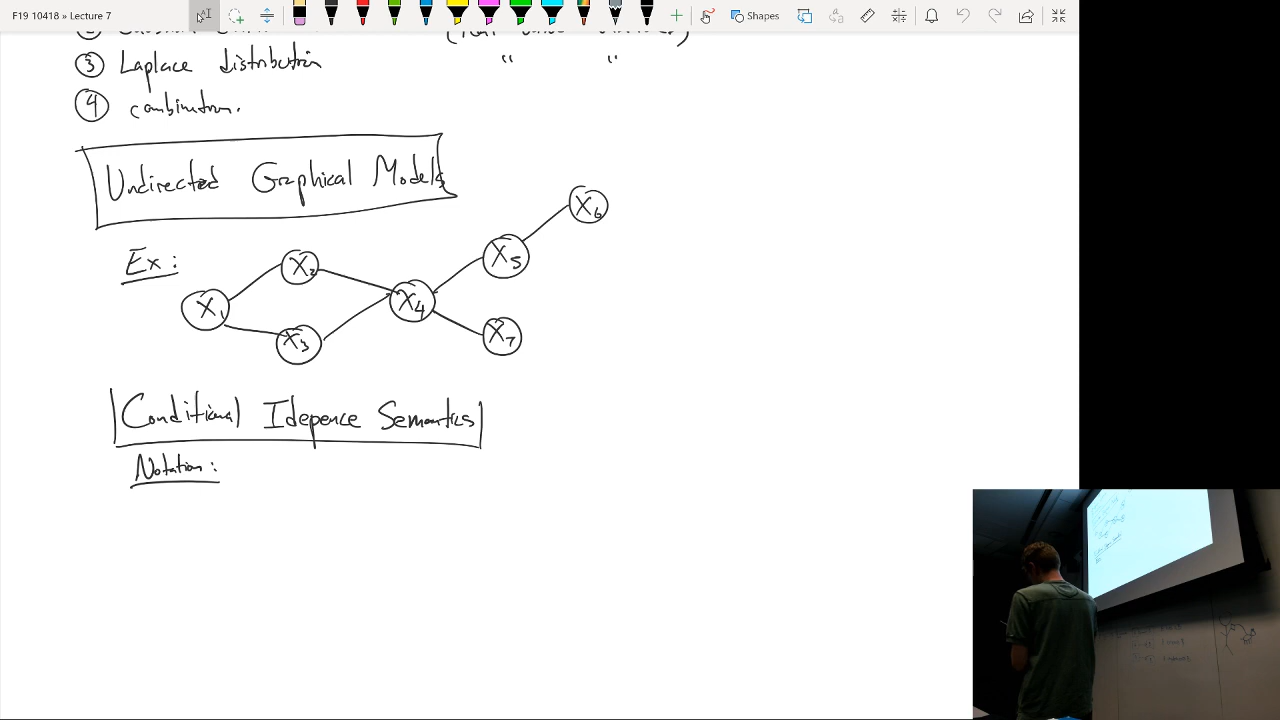 F19 10418 » Lecture 7
Shapes
③ Laplace distribution " "
④ combinations.
Undirected Graphical Models
Ex:
X₁ X₂ X₃ X₄ X₅ X₆ X₇
Conditional Idepence Semantics
Notation: